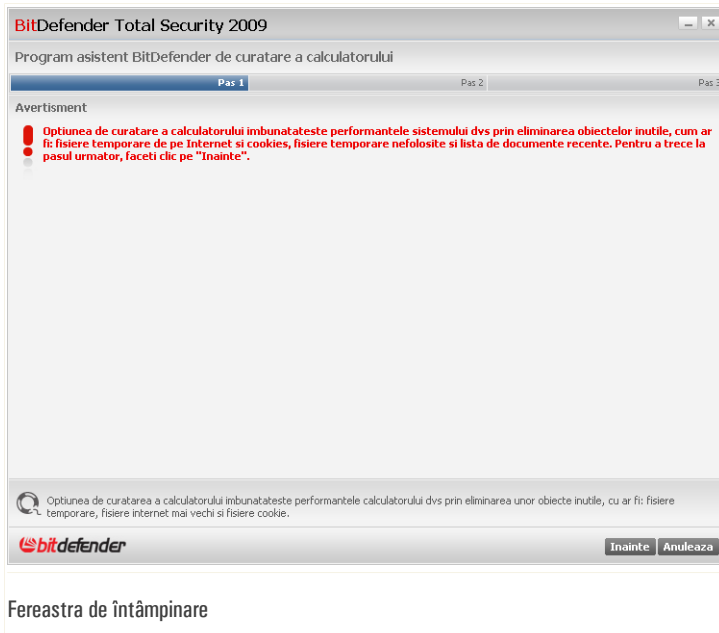 BitDefender Total Security 2009
Program asistent BitDefender de curatare a calculatorului
Pas 1 Pas 2 Pas 3
Avertisment
Optiunea de curatare a calculatorului imbunatateste performantele sistemului dvs prin eliminarea obiectelor inutile, cum ar
fi: fisiere temporare de pe Internet si cookies, fisiere temporare nefolosite si lista de documente recente. Pentru a trece la
pasul urmator, faceti clic pe "Inainte".
Optiunea de curatarea a calculatorului imbunatateste performantele calculatorului dvs prin eliminarea unor obiecte inutile, cu ar fi: fisiere
temporare, fisiere internet mai vechi si fisiere cookie.
bitdefender
Inainte Anuleaza
Fereastra de întâmpinare